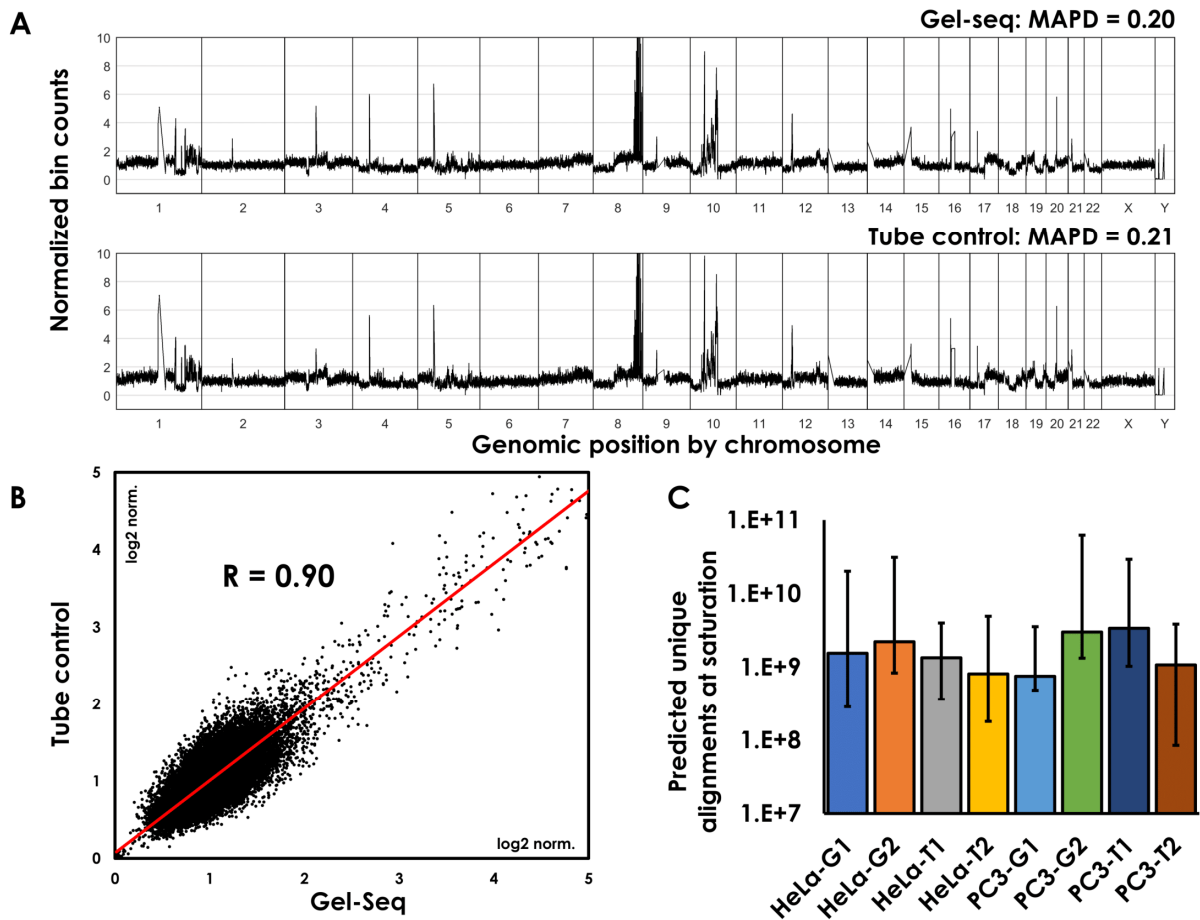 A
Gel-seq: MAPD = 0.20
Normalized bin counts
10
8
6
4
2
0
1 2 3 4 5 6 7 8 9 10 11 12 13 14 15 16 17 18 19 20 21 22 X Y
Tube control: MAPD = 0.21
10
8
6
4
2
0
1 2 3 4 5 6 7 8 9 10 11 12 13 14 15 16 17 18 19 20 21 22 X Y
Genomic position by chromosome
B
Tube control
5
4
3
2
1
0
log2 norm.
R = 0.90
log2 norm.
0 1 2 3 4 5
Gel-Seq
C
Predicted unique
alignments at saturation
1.E+11
1.E+10
1.E+9
1.E+8
1.E+7
HeLa-G1
HeLa-G2
HeLa-T1
HeLa-T2
PC3-G1
PC3-G2
PC3-T1
PC3-T2